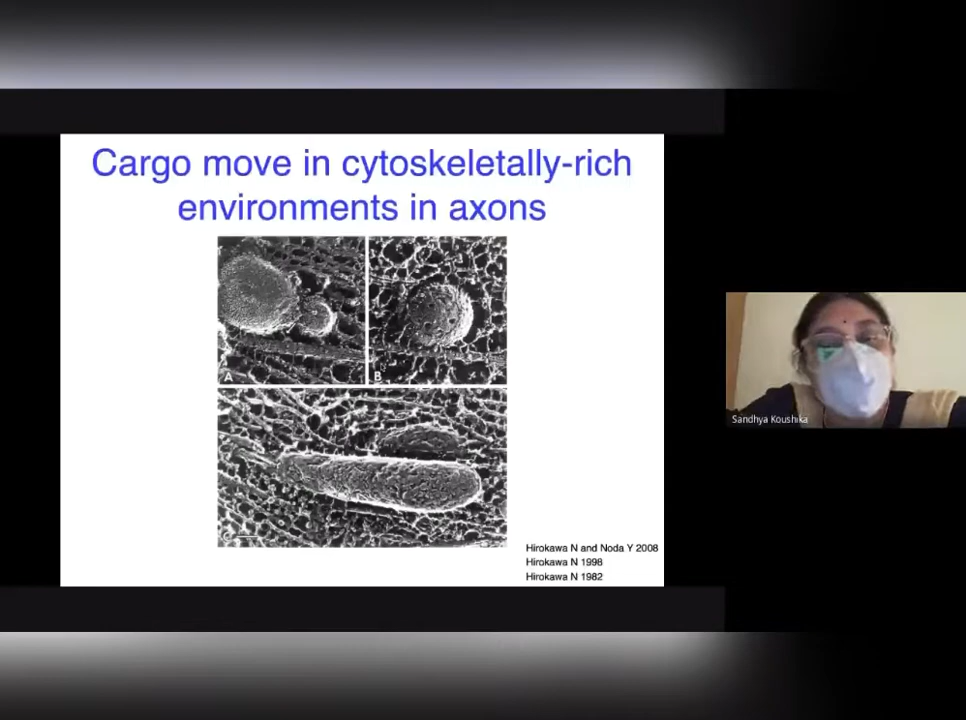 Cargo move in cytoskeletally-rich
environments in axons
A
B
Hirokawa N and Noda Y 2008
Hirokawa N 1998
Hirokawa N 1982
Sandhya Koushika